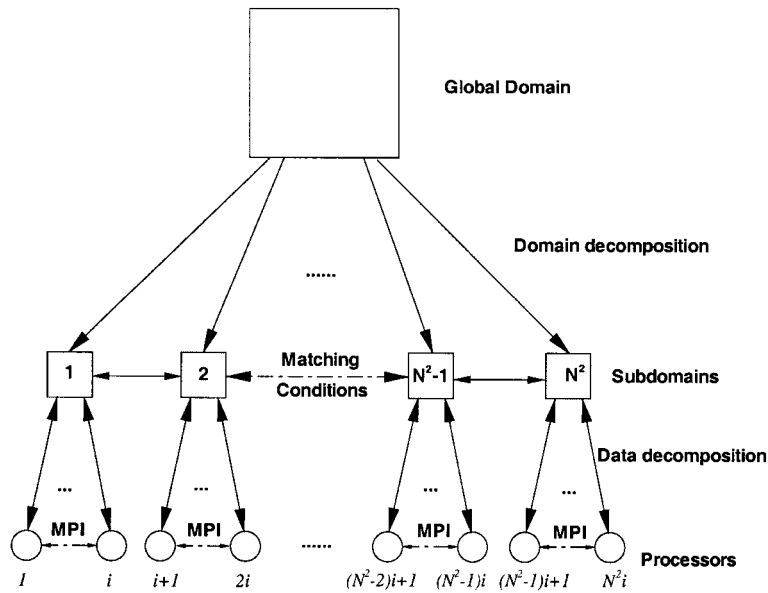 Global Domain
Domain decomposition
......
1 2 Matching Conditions N²-1 N² Subdomains
Data decomposition
... ... ... ...
MPI MPI ...... MPI MPI Processors
1 i i+1 2i (N²-2)i+1 (N²-1)i (N²-1)i+1 N²i